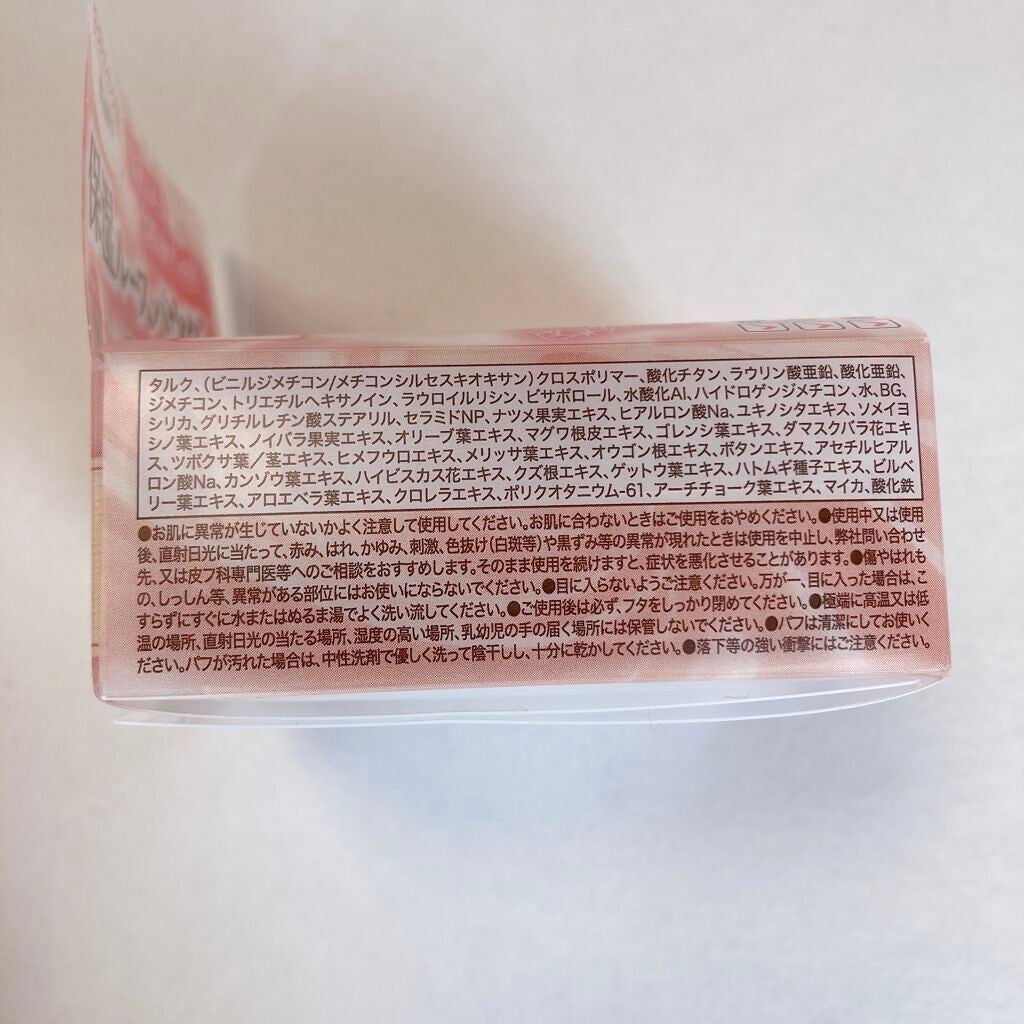 タルク、(ビニルジメチコン/メチコンシルセスキオキサン)クロスポリマー、酸化チタン、ラウリン酸亜鉛、酸化亜鉛、
ジメチコン、トリエチルヘキサノイン、ラウロイルリシン、ビサボロール、水酸化Al、ハイドロゲンジメチコン、水、BG、
シリカ、グリチルレチン酸ステアリル、セラミドNP、ナツメ果実エキス、ヒアルロン酸Na、ユキノシタエキス、ソメイヨ
シノ葉エキス、ノイバラ果実エキス、オリーブ葉エキス、マグワ根皮エキス、ゴレンシ葉エキス、ダマスクバラ花エキ
ス、ツボクサ葉/茎エキス、ヒメフウロエキス、メリッサ葉エキス、オウゴン根エキス、ボタンエキス、アセチルヒアル
ロン酸Na、カンゾウ葉エキス、ハイビスカス花エキス、クズ根エキス、ゲットウ葉エキス、ハトムギ種子エキス、ビルベ
リー葉エキス、アロエベラ葉エキス、クロレラエキス、ポリクオタニウム-61、アーチチョーク葉エキス、マイカ、酸化鉄
●お肌に異常が生じていないかよく注意して使用してください。お肌に合わないときはご使用をおやめください。●使用中又は使用
後、直射日光に当たって、赤み、はれ、かゆみ、刺激、色抜け(白斑等)や黒ずみ等の異常が現れたときは使用を中止し、弊社問い合わせ
先、又は皮フ科専門医等へのご相談をおすすめします。そのまま使用を続けますと、症状を悪化させることがあります。●傷やはれも
の、しっしん等、異常がある部位にはお使いにならないでください。●目に入らないようご注意ください。万が一、目に入った場合は、こ
すらずにすぐに水またはぬるま湯でよく洗い流してください。●ご使用後は必ず、フタをしっかり閉めてください。●極端に高温又は低
温の場所、直射日光の当たる場所、湿度の高い場所、乳幼児の手の届く場所には保管しないでください。●パフは清潔にしてお使いく
ださい。パフが汚れた場合は、中性洗剤で優しく洗って陰干しし、十分に乾かしてください。●落下等の強い衝撃にはご注意ください。